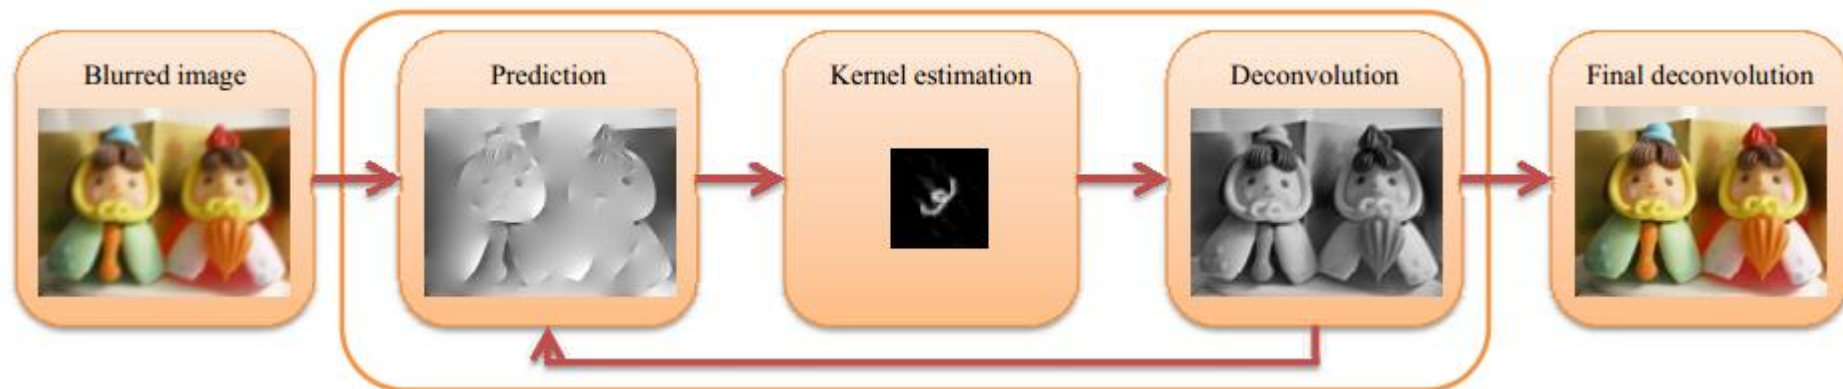 Blurred image
Prediction
Kernel estimation
Deconvolution
Final deconvolution